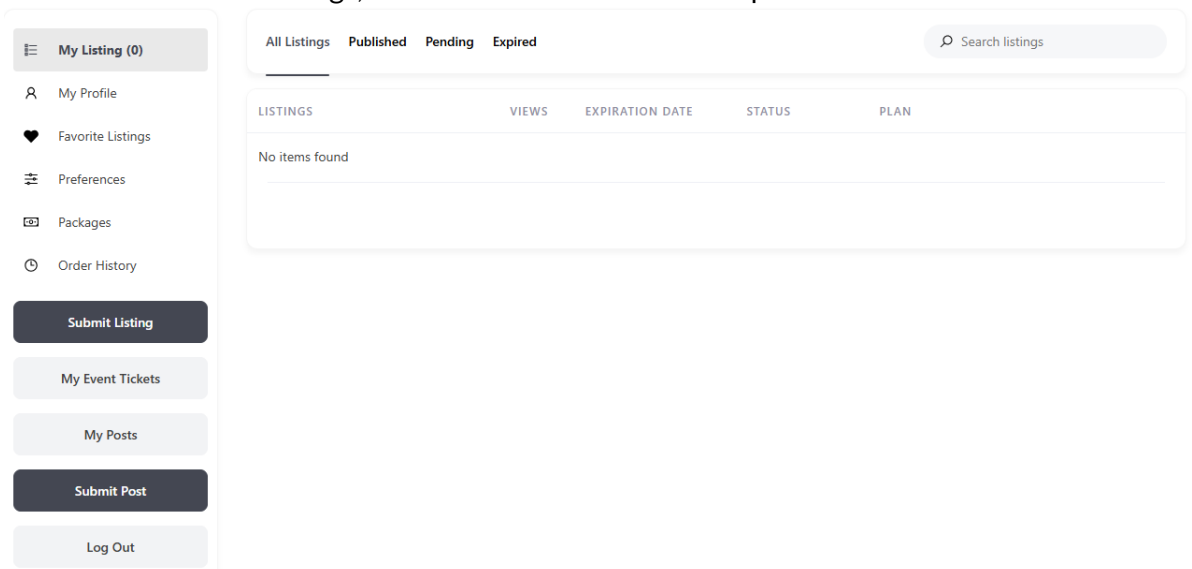 My Listing (0)
My Profile
Favorite Listings
Preferences
Packages
Order History
Submit Listing
My Event Tickets
My Posts
Submit Post
Log Out
All Listings Published Pending Expired
Search listings
LISTINGS VIEWS EXPIRATION DATE STATUS PLAN
No items found